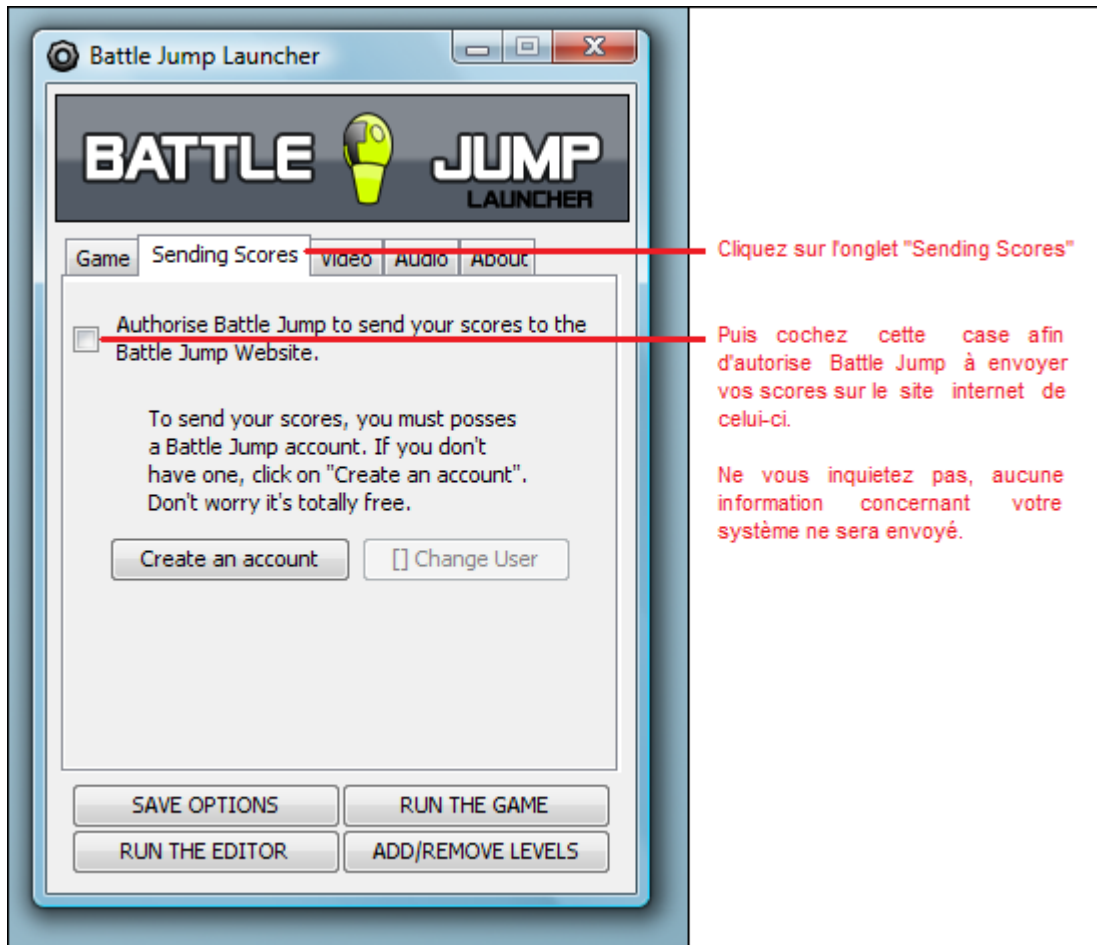 Battle Jump Launcher
BATTLE JUMP
LAUNCHER
Game Sending Scores Video Audio About
Authorise Battle Jump to send your scores to the
Battle Jump Website.
To send your scores, you must posses
a Battle Jump account. If you don't
have one, click on "Create an account".
Don't worry it's totally free.
Create an account [] Change User
SAVE OPTIONS RUN THE GAME
RUN THE EDITOR ADD/REMOVE LEVELS
Cliquez sur l'onglet "Sending Scores"
Puis cochez cette case afin
d'autorise Battle Jump à envoyer
vos scores sur le site internet de
celui-ci.
Ne vous inquietez pas, aucune
information concernant votre
système ne sera envoyé.